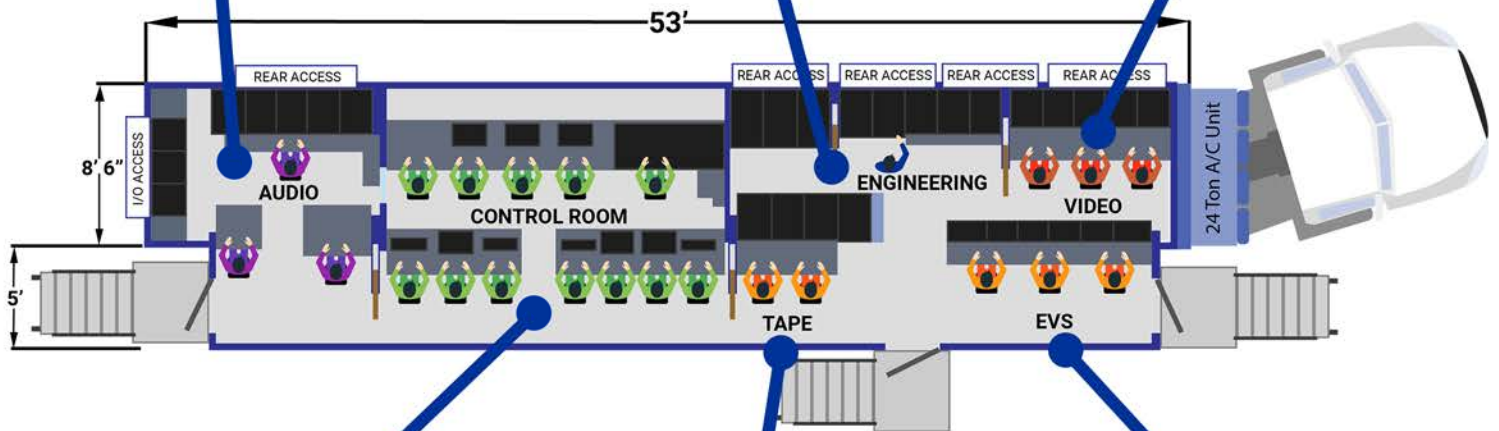 53’
REAR ACCESS
REAR ACCESS
REAR ACCESS
REAR ACCESS
REAR ACCESS
I/O ACCESS
8’ 6”
24 Ton A/C Unit
AUDIO
CONTROL ROOM
ENGINEERING
VIDEO
5’
TAPE
EVS